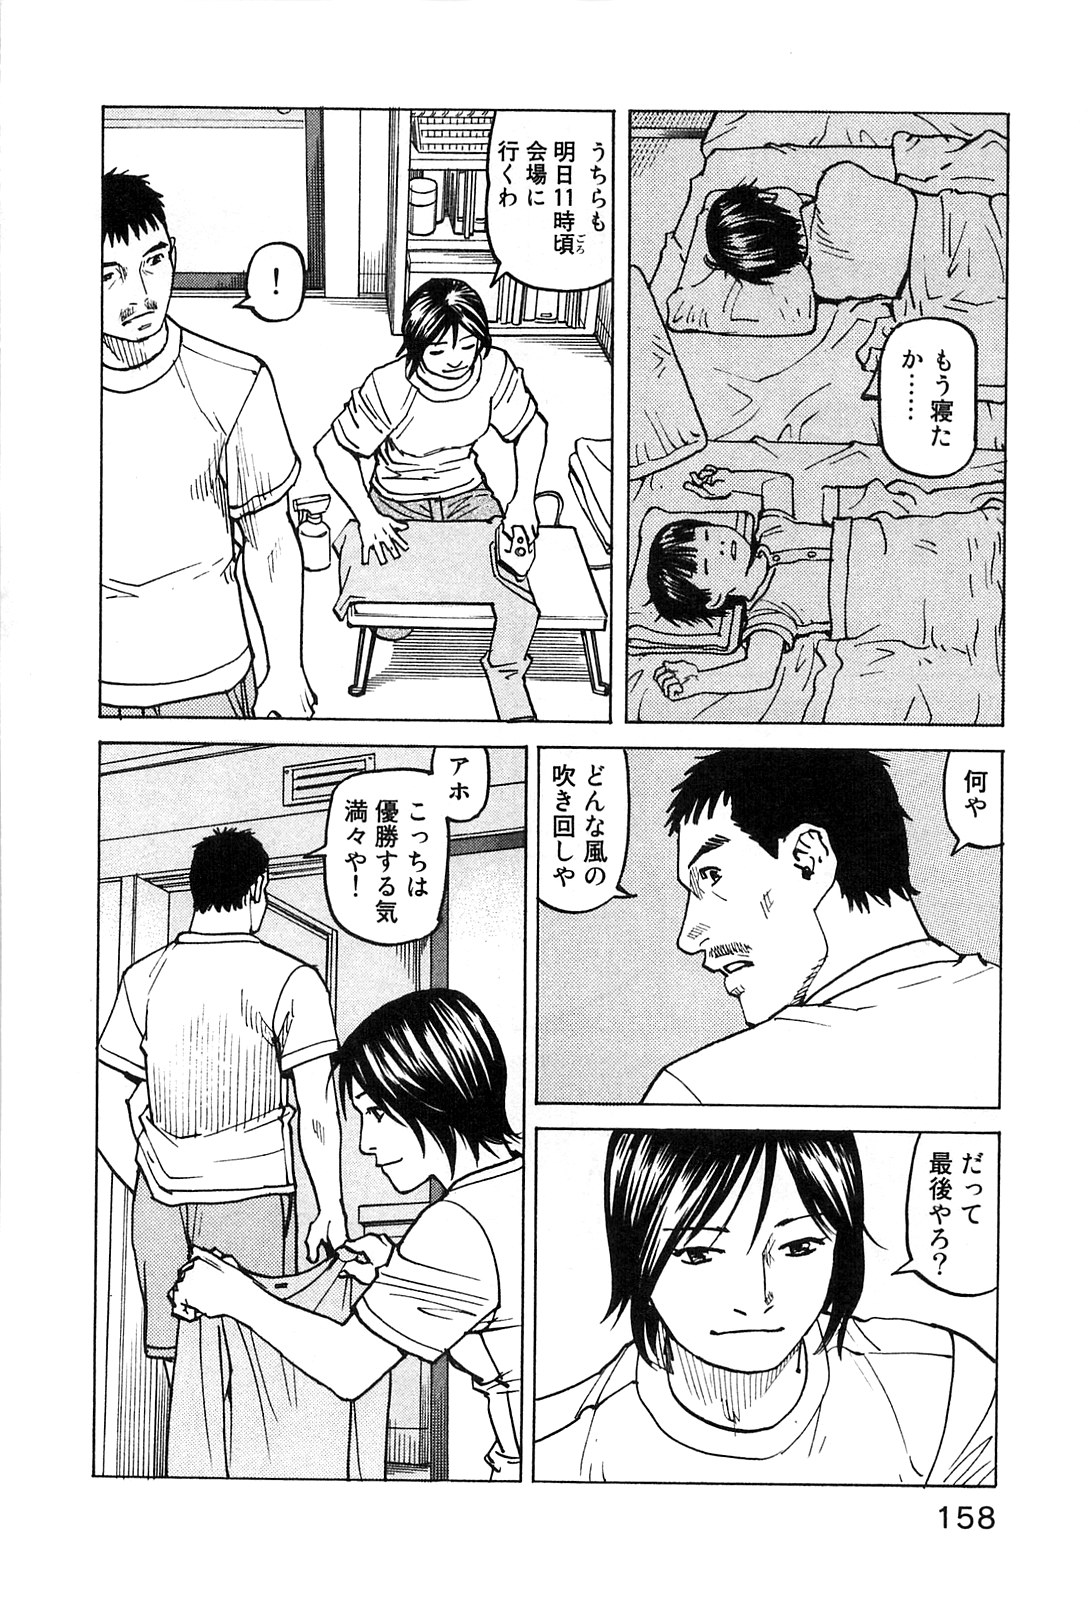 もう寝た
か……
うちらも
明日11時頃
ごろ
会場に
行くわ
！
何や
どんな風の
吹き回しや
だって
最後やろ？
アホ
こっちは
優勝する気
満々や！
158